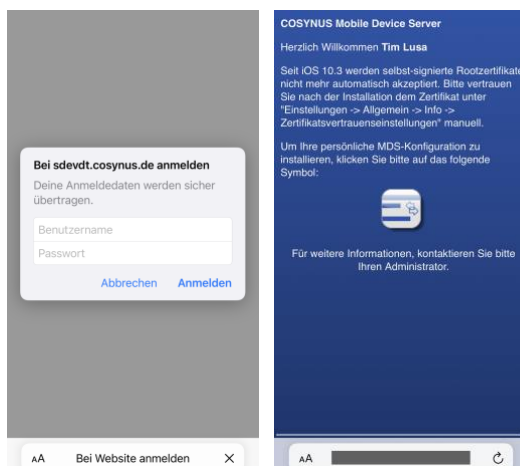 Bei sdevdt.cosynus.de anmelden
Deine Anmeldedaten werden sicher
übertragen.
Benutzername
Passwort
Abbrechen Anmelden
AA Bei Website anmelden
COSYNUS Mobile Device Server
Herzlich Willkommen Tim Lusa
Seit iOS 10.3 werden selbst-signierte Rootzertifikate
nicht mehr automatisch akzeptiert. Bitte vertrauen
Sie nach der Installation dem Zertifikat unter
"Einstellungen -> Allgemein -> Info ->
Zertifikatsvertrauenseinstellungen" manuell.
Um Ihre persönliche MDS-Konfiguration zu
installieren, klicken Sie bitte auf das folgende
Symbol:
Für weitere Informationen, kontaktieren Sie bitte
Ihren Administrator.
AA